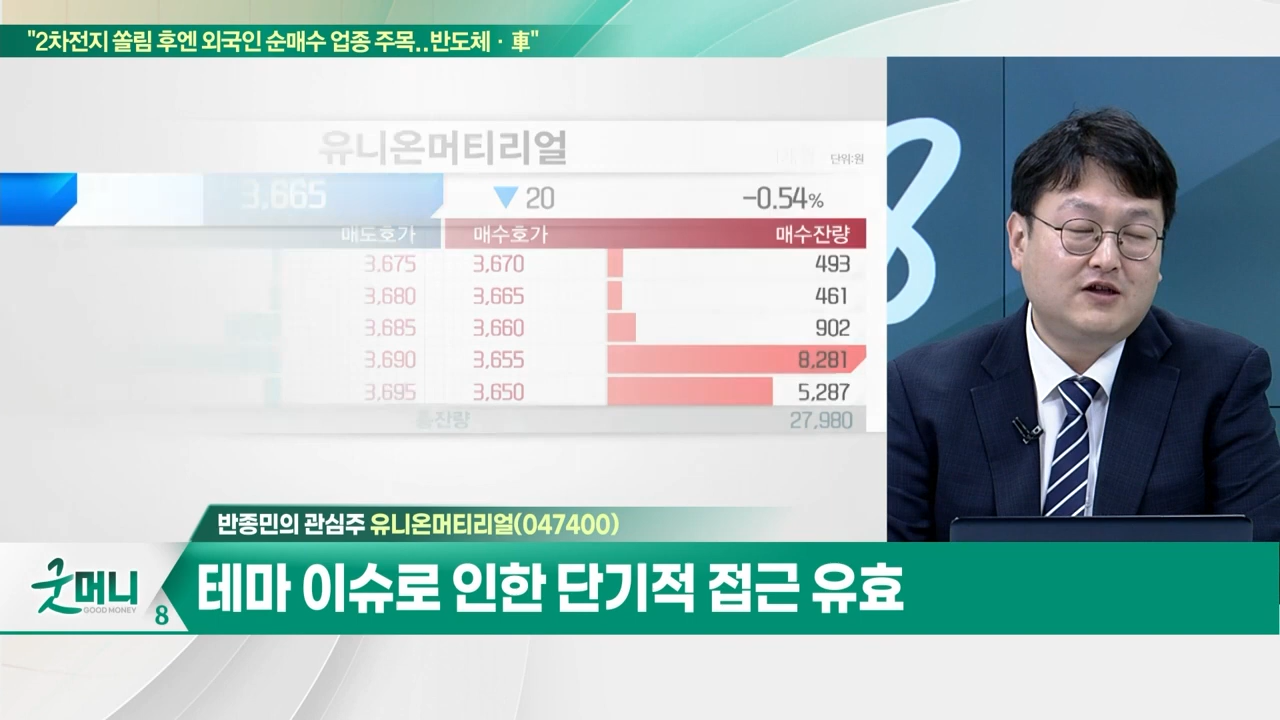 "2차전지 쏠림 후엔 외국인 순매수 업종 주목..반도체 · 車"
유니온머티리얼
단위:원
3,665 ▼ 20 -0.54%
매도호가 매수호가 매수잔량
3,675 3,670 493
3,680 3,665 461
3,685 3,660 902
3,690 3,655 8,281
3,695 3,650 5,287
총잔량 27,980
반종민의 관심주 유니온머티리얼(047400)
굿머니
GOOD MONEY
8
테마 이슈로 인한 단기적 접근 유효